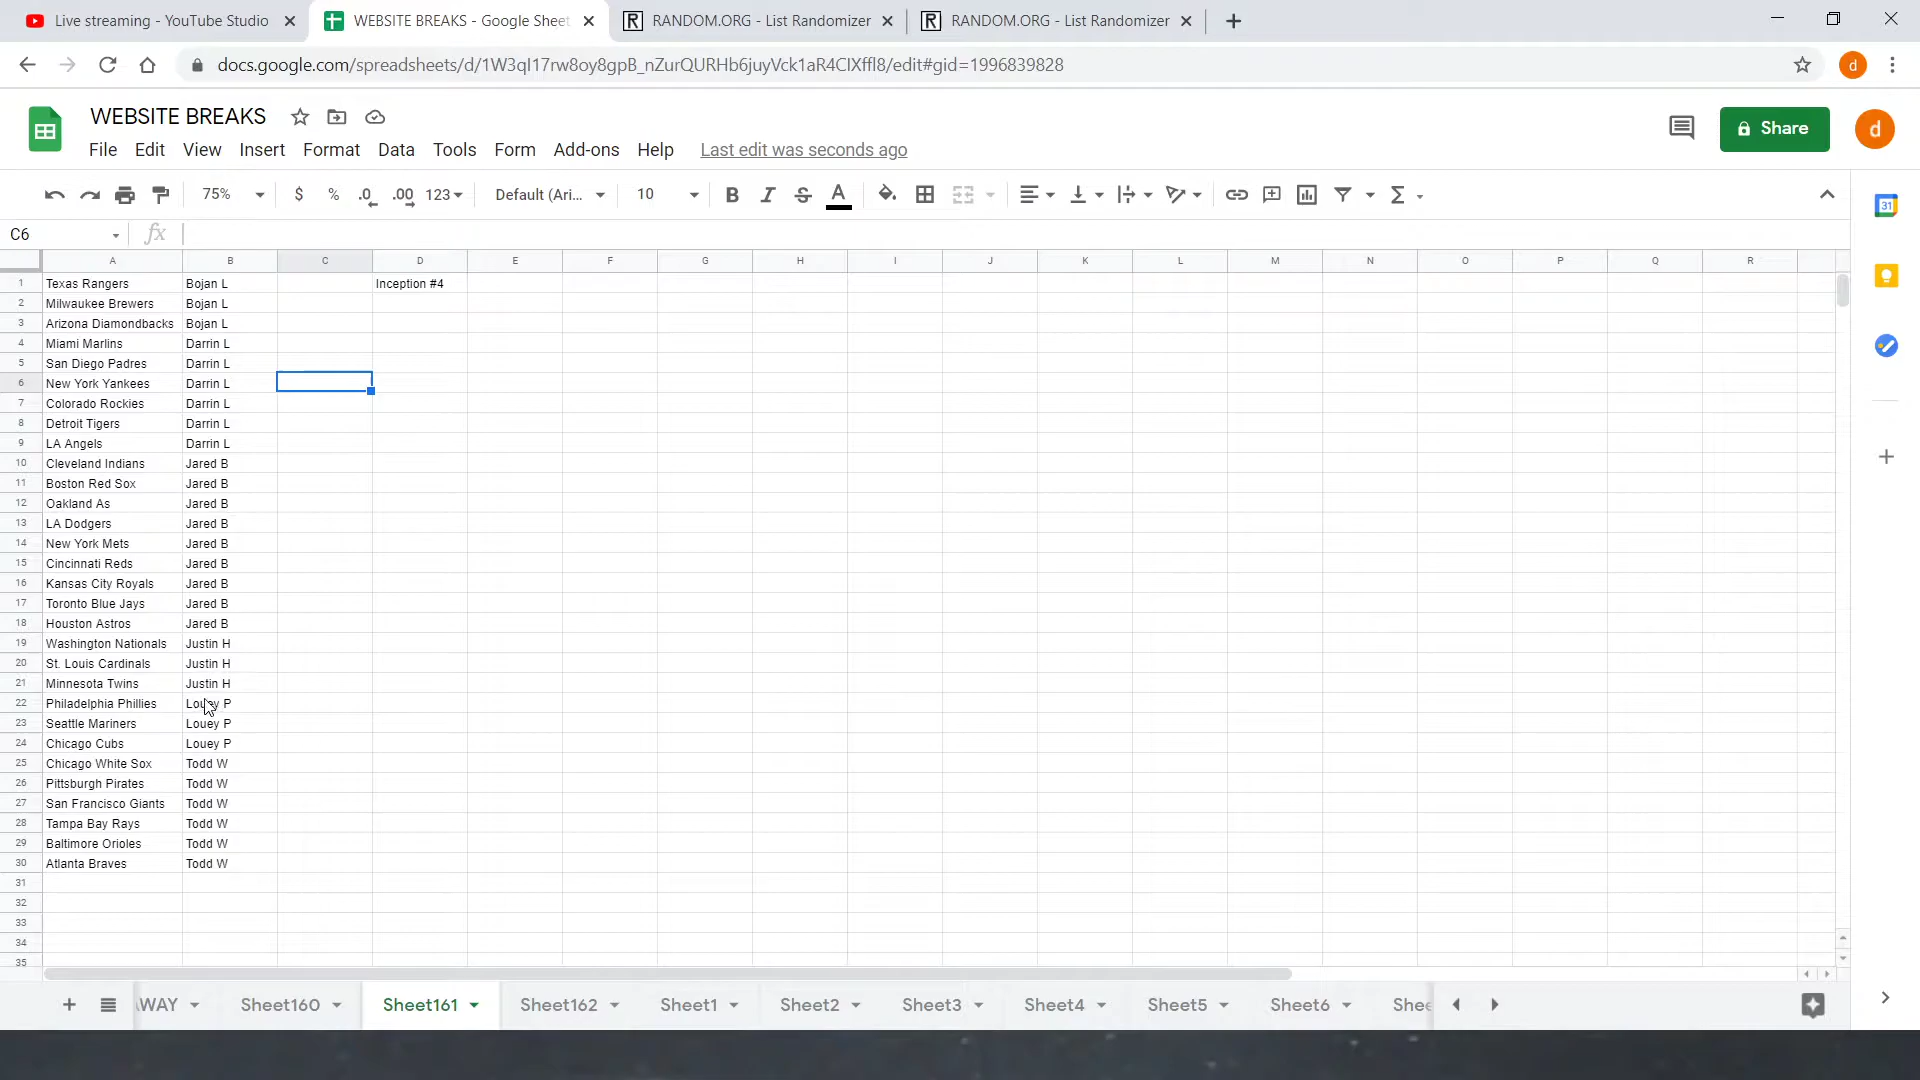 Live streaming - YouTube Studio
WEBSITE BREAKS - Google Sheet
RANDOM.ORG - List Randomizer
RANDOM.ORG - List Randomizer
docs.google.com/spreadsheets/d/1W3qI17rw8oy8gpB_nZurQURHb6juyVck1aR4CIXffl8/edit#gid=1996839828
d
WEBSITE BREAKS
Share
d
File Edit View Insert Format Data Tools Form Add-ons Help Last edit was seconds ago
75% $ % .0 .00 123 Default (Ari... 10 B I S A Σ
31
C6 fx
A B C D E F G H I J K L M N O P Q R
1 Texas Rangers Bojan L Inception #4
2 Milwaukee Brewers Bojan L
3 Arizona Diamondbacks Bojan L
4 Miami Marlins Darrin L
5 San Diego Padres Darrin L
6 New York Yankees Darrin L
7 Colorado Rockies Darrin L
8 Detroit Tigers Darrin L
9 LA Angels Darrin L
10 Cleveland Indians Jared B
11 Boston Red Sox Jared B
12 Oakland As Jared B
13 LA Dodgers Jared B
14 New York Mets Jared B
15 Cincinnati Reds Jared B
16 Kansas City Royals Jared B
17 Toronto Blue Jays Jared B
18 Houston Astros Jared B
19 Washington Nationals Justin H
20 St. Louis Cardinals Justin H
21 Minnesota Twins Justin H
22 Philadelphia Phillies Louey P
23 Seattle Mariners Louey P
24 Chicago Cubs Louey P
25 Chicago White Sox Todd W
26 Pittsburgh Pirates Todd W
27 San Francisco Giants Todd W
28 Tampa Bay Rays Todd W
29 Baltimore Orioles Todd W
30 Atlanta Braves Todd W
31
32
33
34
35
WAY Sheet160 Sheet161 Sheet162 Sheet1 Sheet2 Sheet3 Sheet4 Sheet5 Sheet6 Shee